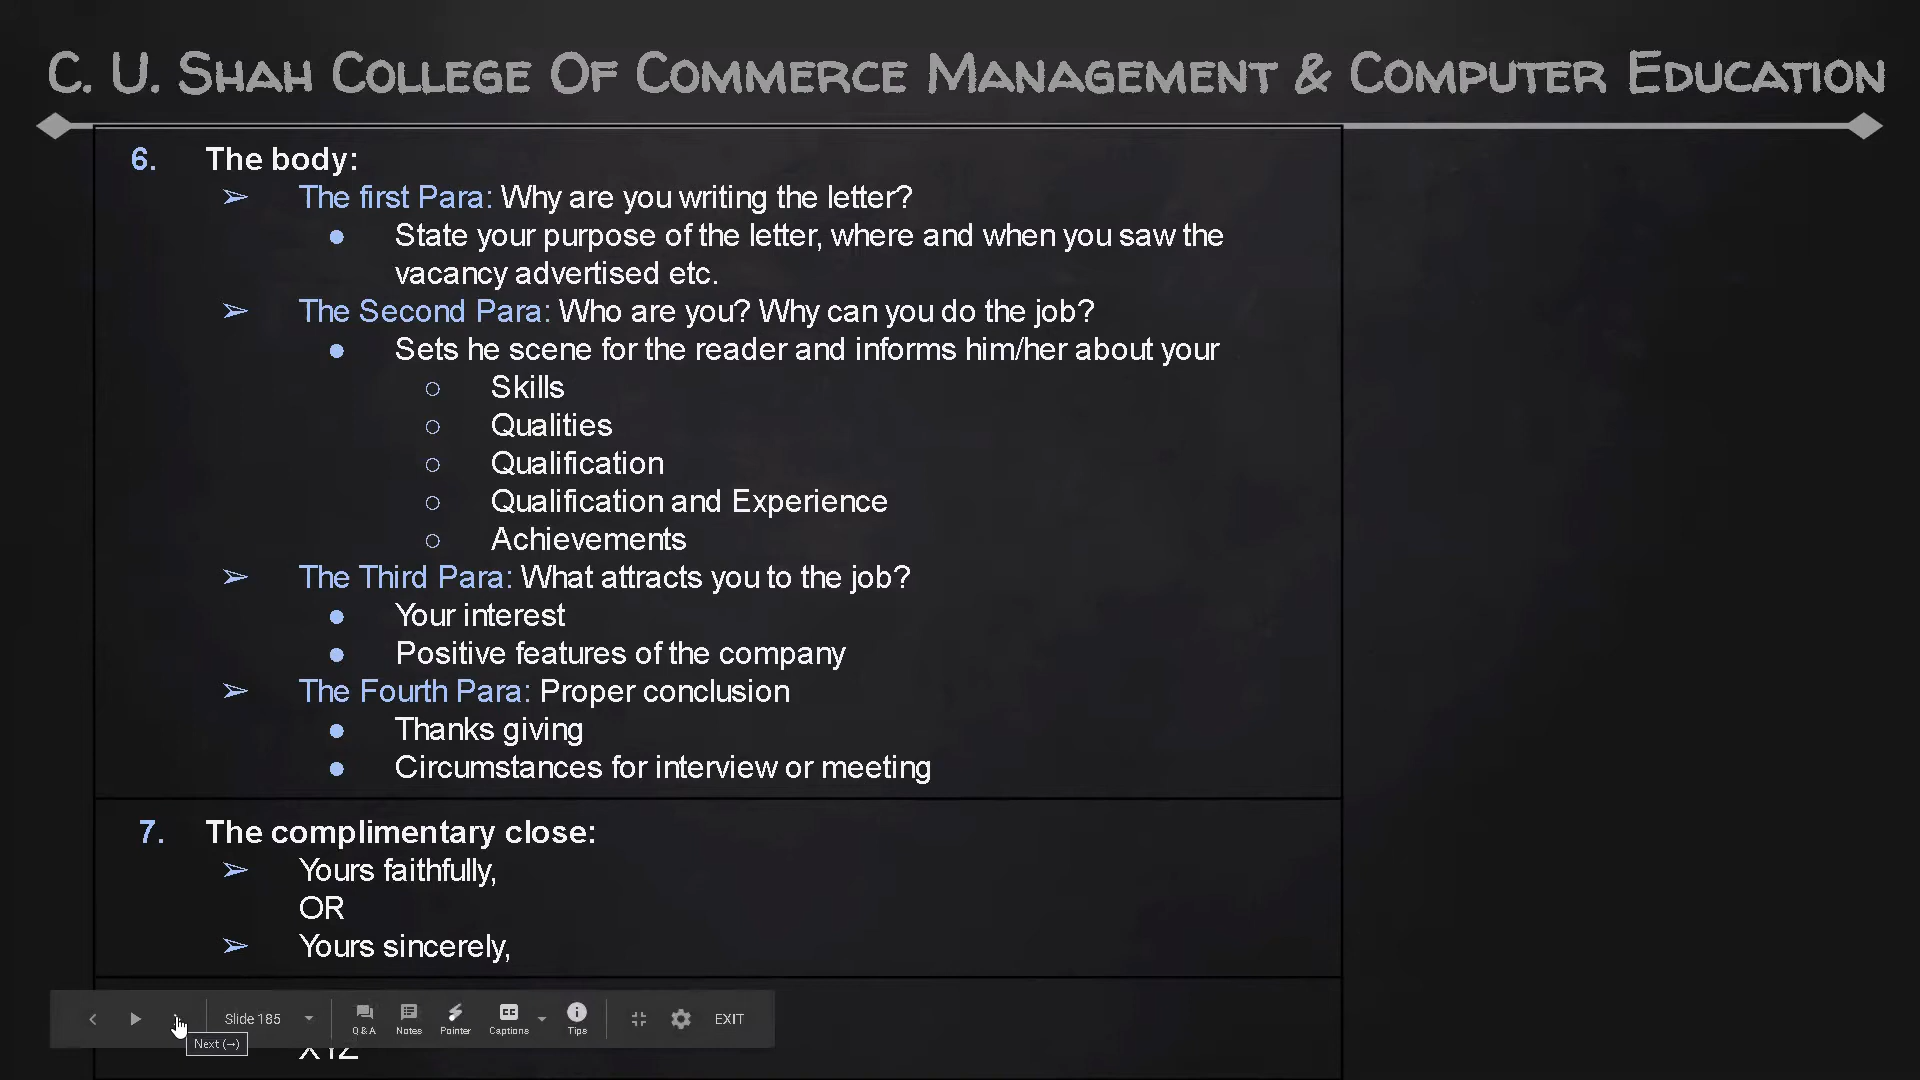 C. U. Shah College Of Commerce Management & Computer Education
6. The body:
➢ The first Para: Why are you writing the letter?
● State your purpose of the letter, where and when you saw the
vacancy advertised etc.
➢ The Second Para: Who are you? Why can you do the job?
● Sets he scene for the reader and informs him/her about your
○ Skills
○ Qualities
○ Qualification
○ Qualification and Experience
○ Achievements
➢ The Third Para: What attracts you to the job?
● Your interest
● Positive features of the company
➢ The Fourth Para: Proper conclusion
● Thanks giving
● Circumstances for interview or meeting
7. The complimentary close:
➢ Yours faithfully,
OR
➢ Yours sincerely,
Slide 185 Q & A Notes Pointer CC Captions Tips EXIT
Next (→)
XYZ